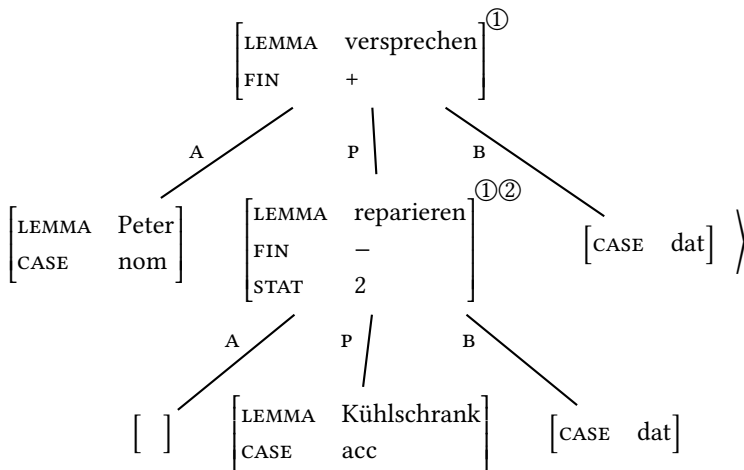 [LEMMA versprechen]①
[FIN +]
A P B
[LEMMA Peter]
[CASE nom]
[LEMMA reparieren]①②
[FIN −]
[STAT 2]
[CASE dat] ⟩
A P B
[ ]
[LEMMA Kühlschrank]
[CASE acc]
[CASE dat]